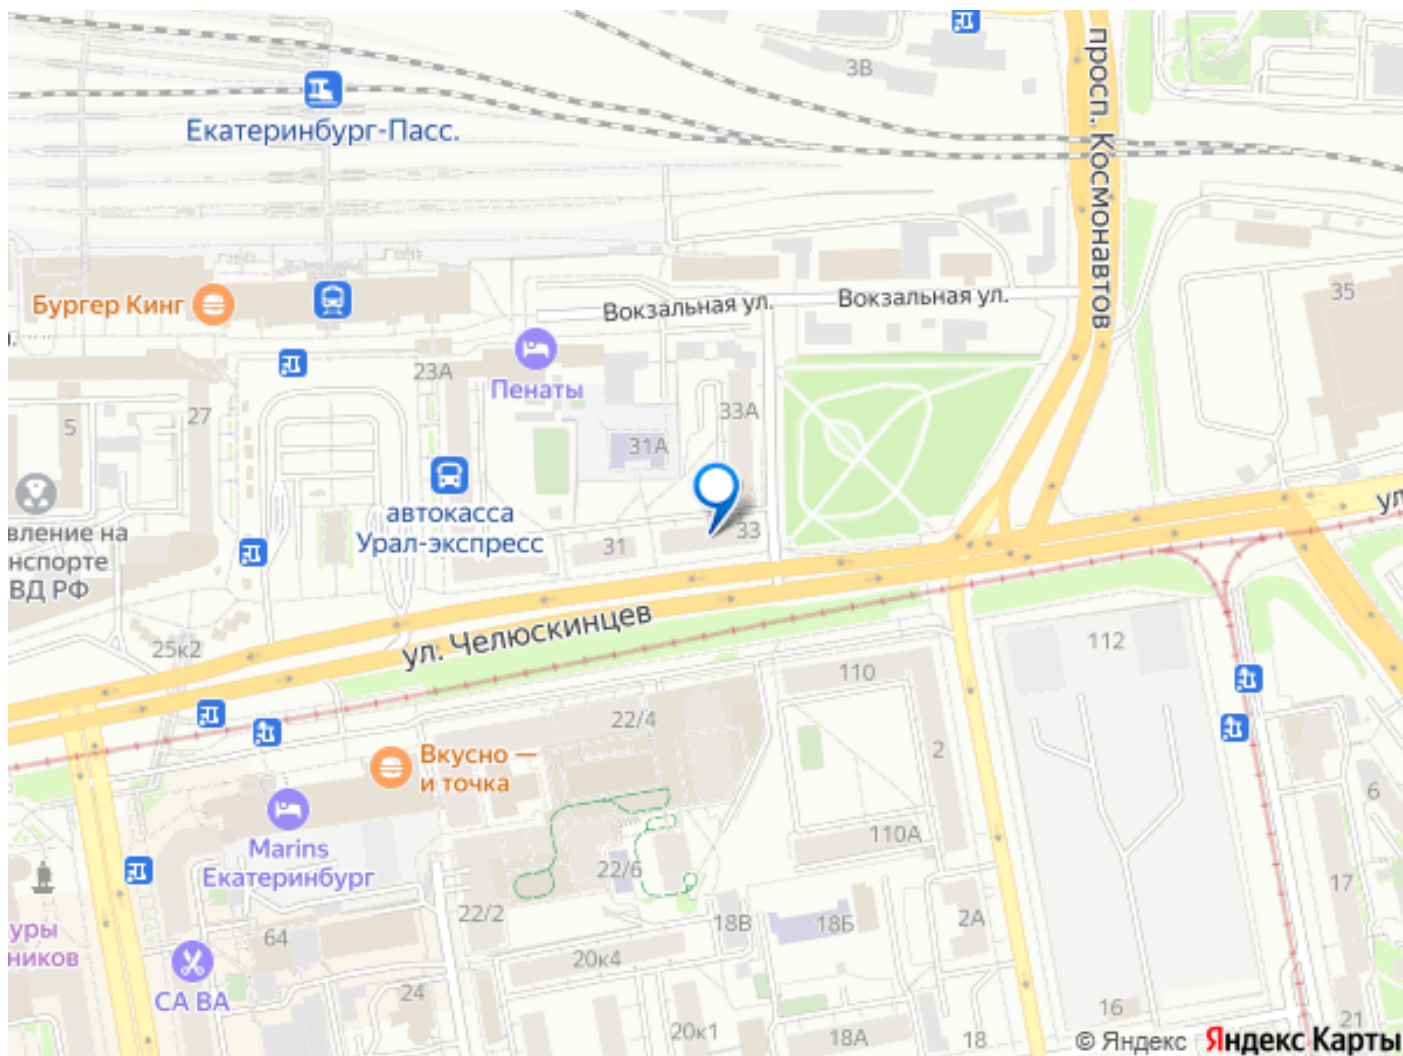 3В
просп. Космонавтов
Екатеринбург-Пасс.
Бургер Кинг
Вокзальная ул.
Вокзальная ул.
35
23А
Пенаты
27
5
33А
31А
автокасса
Урал-экспресс
вление на
нспорте
ВД РФ
31
33
ул. Челюскинцев
ул
25к2
112
110
22/4
2
Вкусно —
и точка
6
110А
Marins
Екатеринбург
22/6
17
22/2
18В
18Б
2А
уры
ников
64
20к4
СА ВА
24
16
20к1
18А
18
21
© Яндекс Яндекс Карты